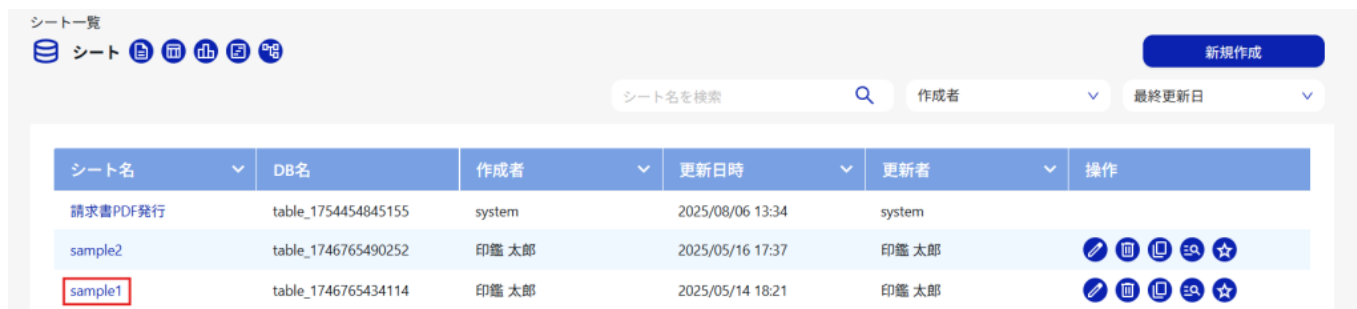 シート一覧
シート
新規作成
シート名を検索 作成者 最終更新日
シート名 DB名 作成者 更新日時 更新者 操作
請求書PDF発行 table_1754454845155 system 2025/08/06 13:34 system
sample2 table_1746765490252 印鑑 太郎 2025/05/16 17:37 印鑑 太郎
sample1 table_1746765434114 印鑑 太郎 2025/05/14 18:21 印鑑 太郎